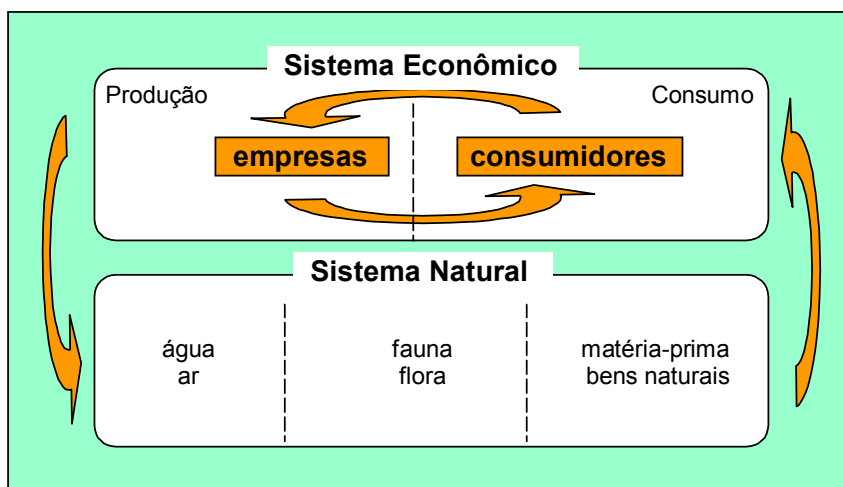 Sistema Econômico
Produção
Consumo
empresas
consumidores
Sistema Natural
água
ar
fauna
flora
matéria-prima
bens naturais